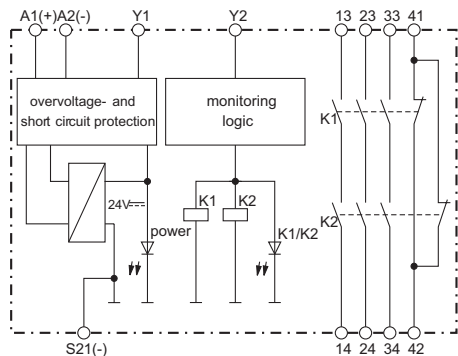 A1(+) A2(-) Y1 Y2 13 23 33 41
overvoltage- and
short circuit protection
monitoring
logic
K1
24V
K1 K2
power
K1/K2
K2
S21(-)
14 24 34 42